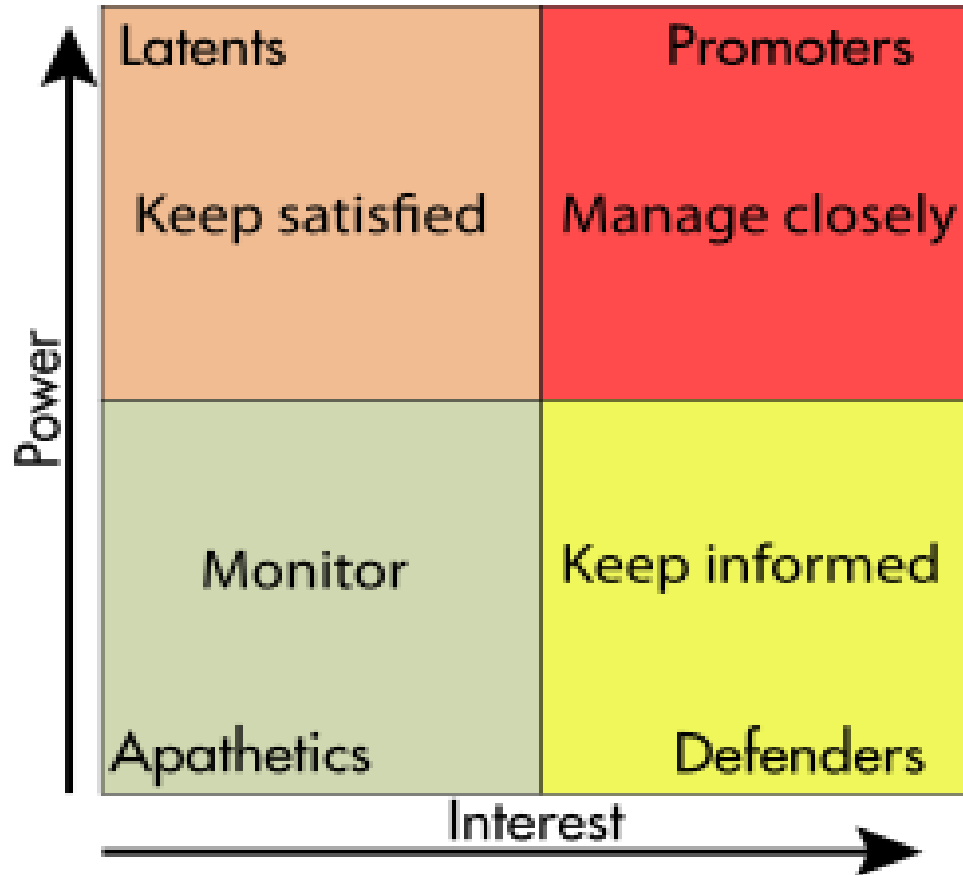 Latents
Promoters
Keep satisfied
Manage closely
Power
Monitor
Keep informed
Apathetics
Defenders
Interest